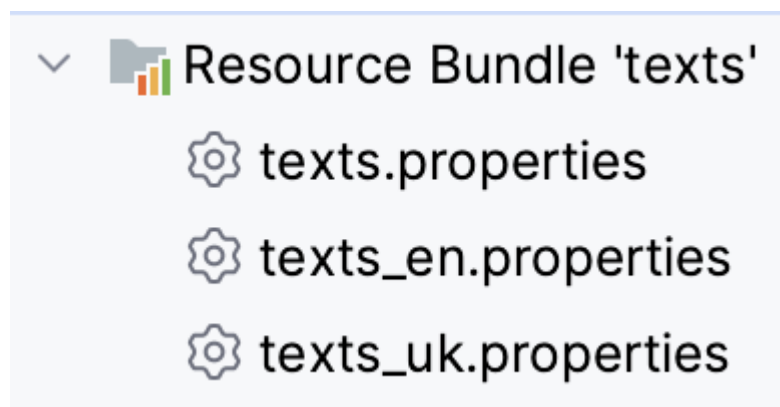 Resource Bundle 'texts'
texts.properties
texts_en.properties
texts_uk.properties